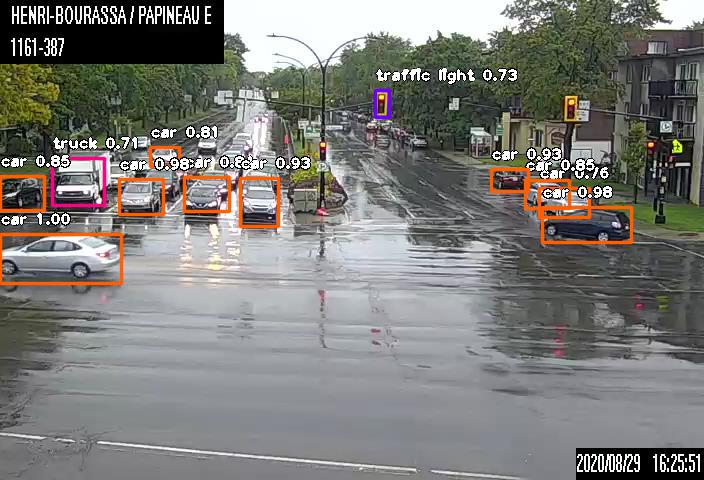 HENRI-BOURASSA / PAPINEAU E
1161-387
traffic light 0.73
car 0.81
truck 0.71
car 0.93
car 0.85
car 0.98
car 0.93
car 0.85
0.76
car 0.98
car 1.00
2020/08/29 16:25:51